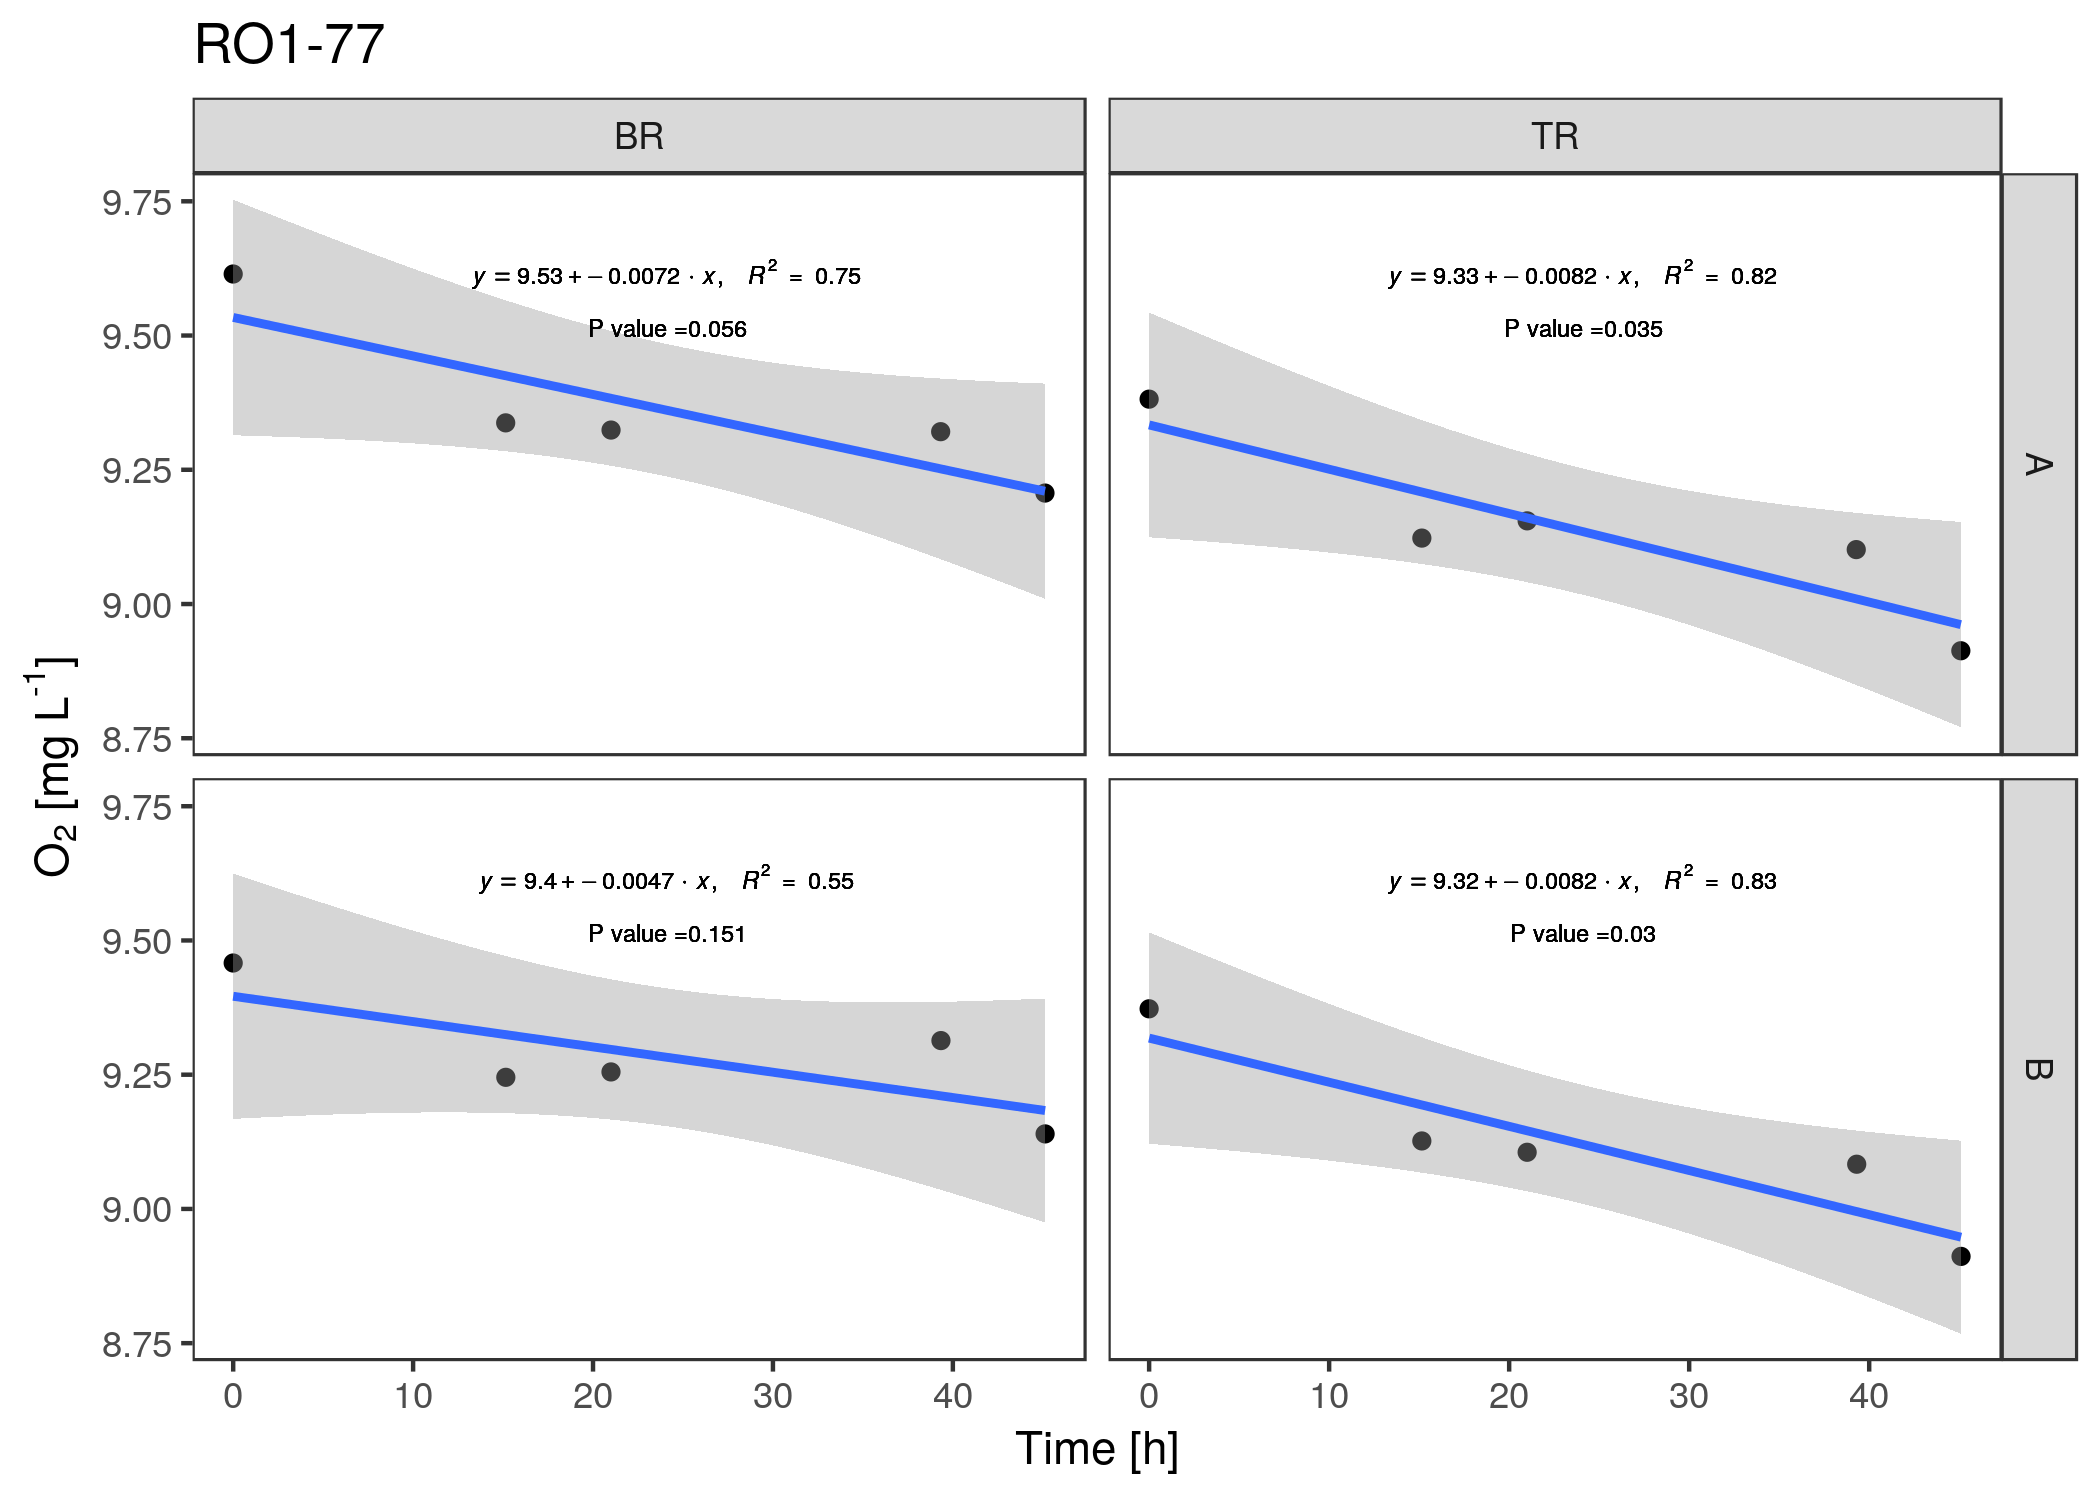 RO1-77
BR
TR
9.75
9.50
9.25
9.00
8.75
y = 9.53 + − 0.0072 · x, R² = 0.75
P value =0.056
y = 9.33 + − 0.0082 · x, R² = 0.82
P value =0.035
A
9.75
9.50
9.25
9.00
8.75
y = 9.4 + − 0.0047 · x, R² = 0.55
P value =0.151
y = 9.32 + − 0.0082 · x, R² = 0.83
P value =0.03
B
O₂ [mg L⁻¹]
0 10 20 30 40
0 10 20 30 40
Time [h]